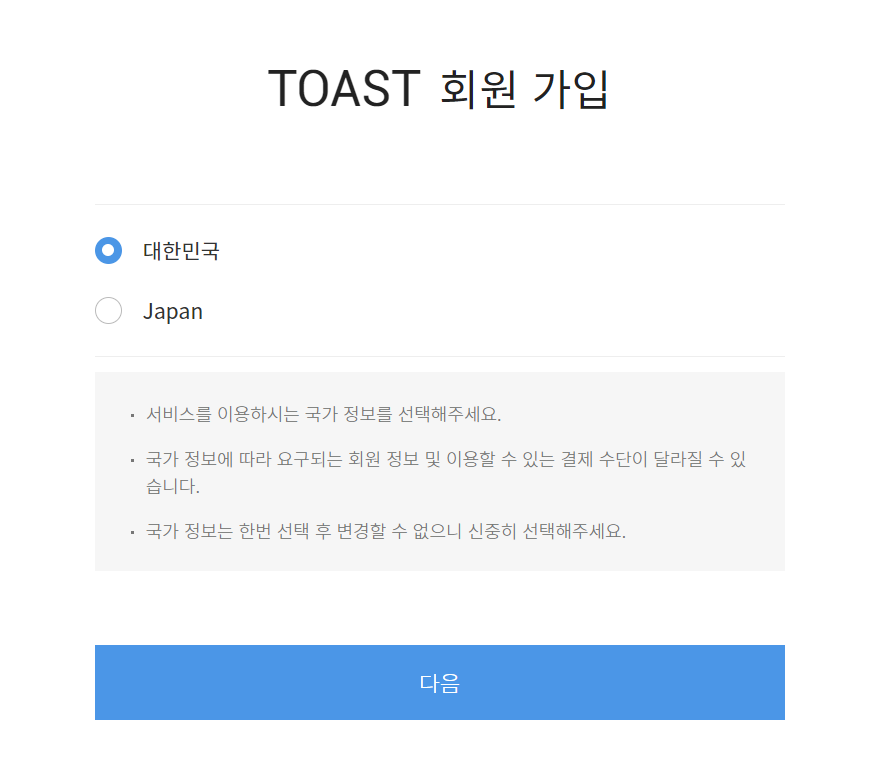 TOAST 회원 가입
대한민국
Japan
서비스를 이용하시는 국가 정보를 선택해주세요.
국가 정보에 따라 요구되는 회원 정보 및 이용할 수 있는 결제 수단이 달라질 수 있
습니다.
국가 정보는 한번 선택 후 변경할 수 없으니 신중히 선택해주세요.
다음